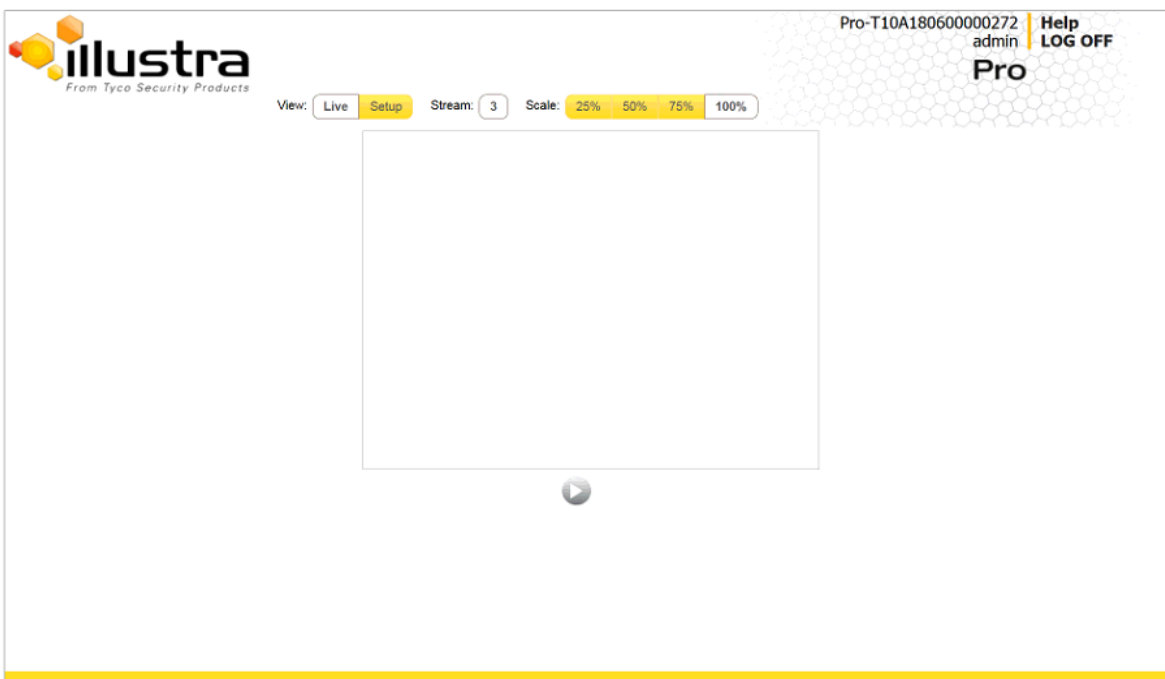 illustra
From Tyco Security Products
Pro-T10A180600000272 Help
admin LOG OFF
Pro
View: Live Setup Stream: 3 Scale: 25% 50% 75% 100%